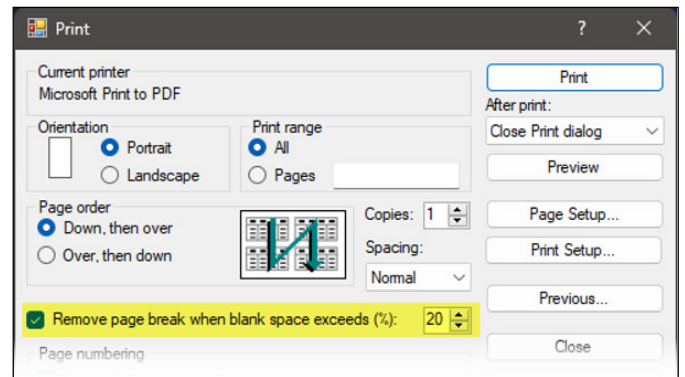 Print
?
Current printer
Microsoft Print to PDF
Print
After print:
Close Print dialog
Orientation
Portrait
Landscape
Print range
All
Pages
Preview
Page order
Down, then over
Over, then down
Copies: 1
Spacing:
Normal
Page Setup...
Print Setup...
Remove page break when blank space exceeds (%): 20
Previous...
Page numbering
Close